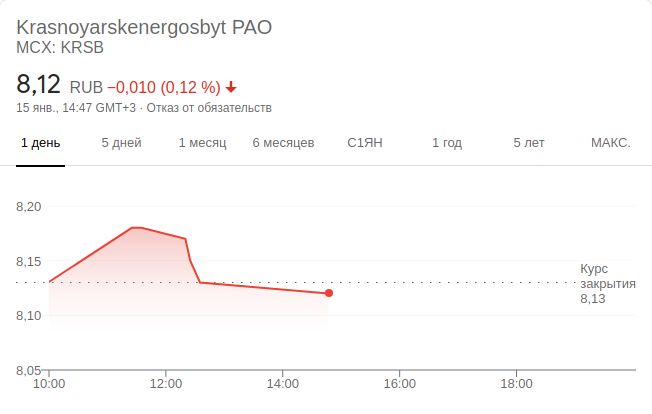 Krasnoyarskenergosbyt PAO
MCX: KRSB
8,12 RUB −0,010 (0,12 %)
15 янв., 14:47 GMT+3 · Отказ от обязательств
1 день 5 дней 1 месяц 6 месяцев С1ЯН 1 год 5 лет МАКС.
8,20
8,15
8,10
8,05
Курс
закрытия
8,13
10:00 12:00 14:00 16:00 18:00